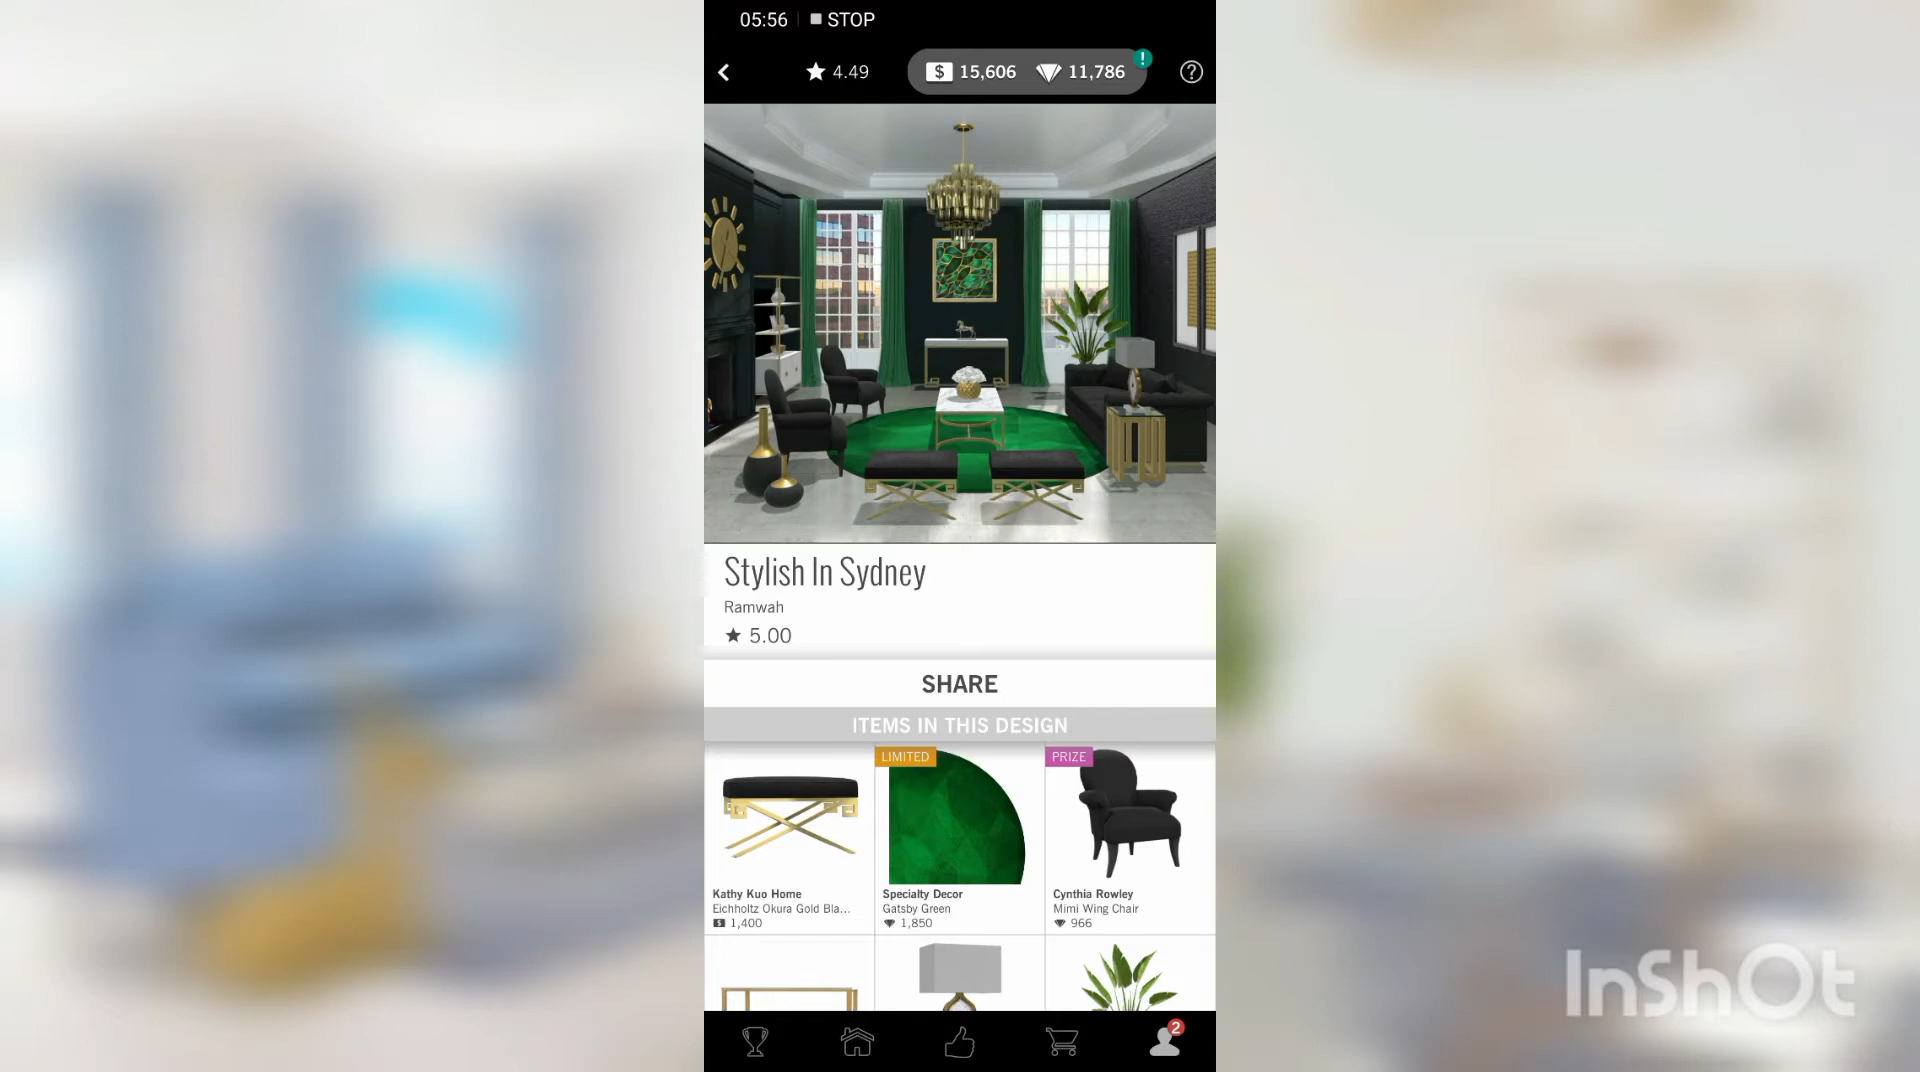 05:56 STOP
4.49
$ 15,606 11,786 !
?
Stylish In Sydney
Ramwah
★ 5.00
SHARE
ITEMS IN THIS DESIGN
LIMITED
PRIZE
Kathy Kuo Home
Eichholtz Okura Gold Bla...
$ 1,400
Specialty Decor
Gatsby Green
1,850
Cynthia Rowley
Mimi Wing Chair
966
2
InShOt